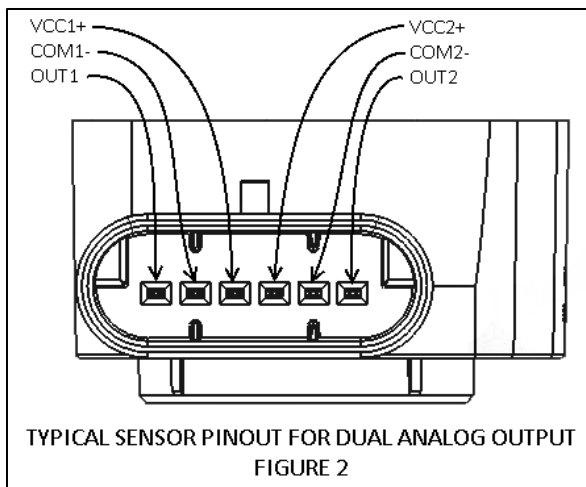 VCC1+
COM1-
OUT1
VCC2+
COM2-
OUT2
TYPICAL SENSOR PINOUT FOR DUAL ANALOG OUTPUT
FIGURE 2